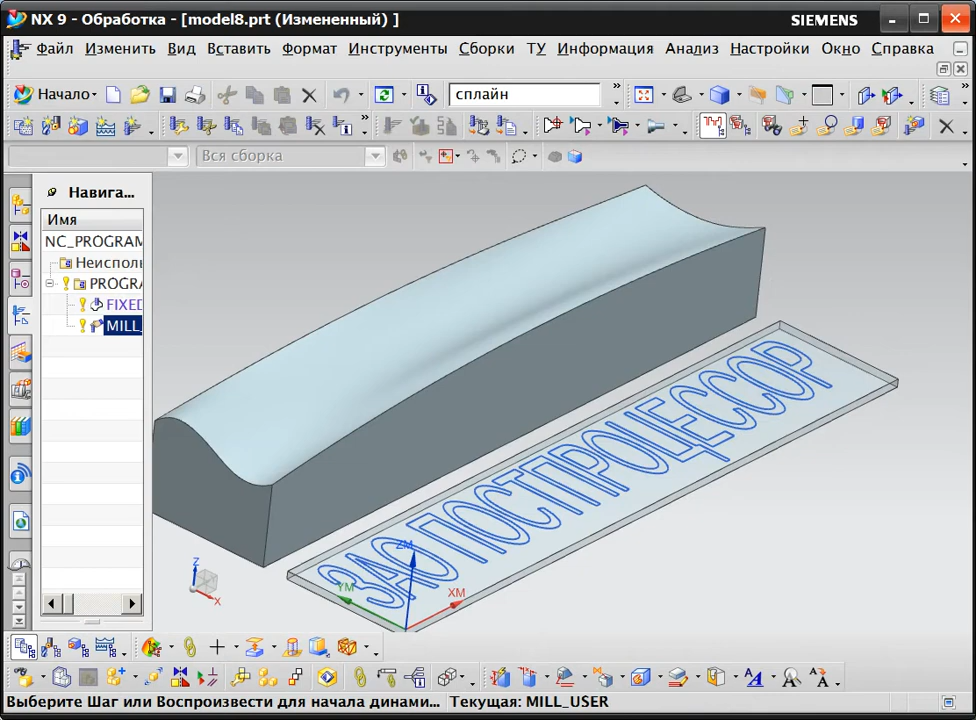 NX 9 - Обработка - [model8.prt (Измененный) ]
SIEMENS
Файл Изменить Вид Вставить Формат Инструменты Сборки ТУ Информация Анализ Настройки Окно Справка
Начало
сплайн
Вся сборка
Навига...
Имя
NC_PROGRAM
Неисполь
PROGRA
FIXED
MILL_
ЗАО ПОСТПРОЦЕССОР
ZM
YM
XM
Z
X
Выберите Шаг или Воспроизвести для начала динами...
Текущая: MILL_USER